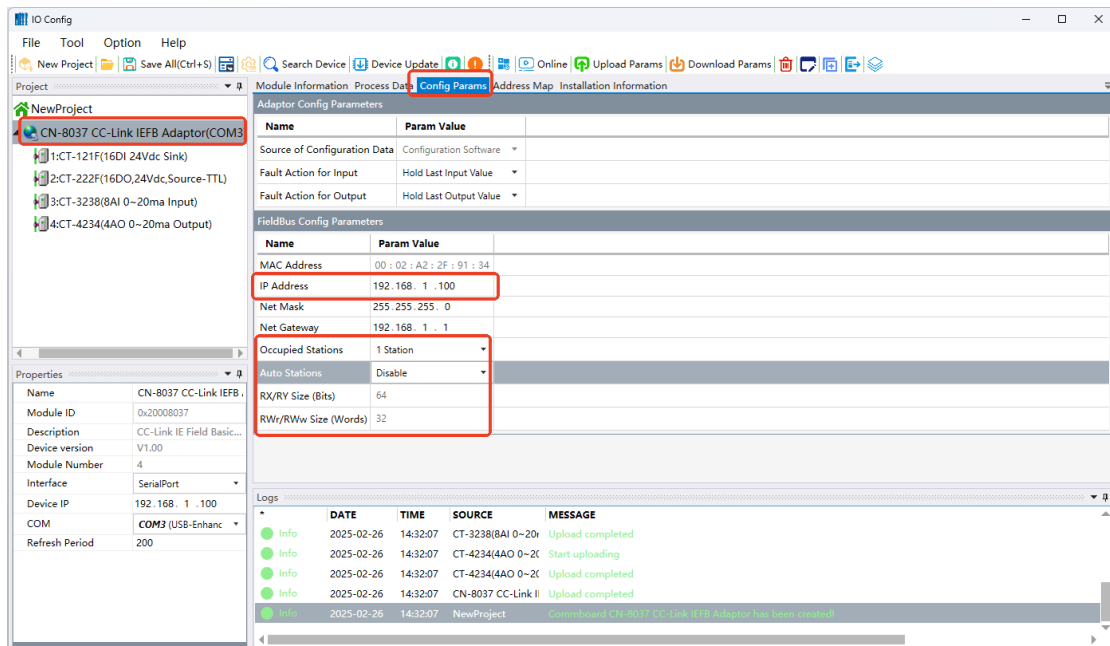 IO Config
File Tool Option Help
New Project Save All(Ctrl+S) Search Device Device Update Online Upload Params Download Params
Project
NewProject
CN-8037 CC-Link IEFB Adaptor(COM3
1:CT-121F(16DI 24Vdc Sink)
2:CT-222F(16DO,24Vdc,Source-TTL)
3:CT-3238(8AI 0~20ma Input)
4:CT-4234(4AO 0~20ma Output)
Module Information Process Data Config Params Address Map Installation Information
Adaptor Config Parameters
Name Param Value
Source of Configuration Data Configuration Software
Fault Action for Input Hold Last Input Value
Fault Action for Output Hold Last Output Value
FieldBus Config Parameters
Name Param Value
MAC Address 00 : 02 : A2 : 2F : 91 : 34
IP Address 192.168. 1 .100
Net Mask 255.255.255. 0
Net Gateway 192.168. 1 . 1
Occupied Stations 1 Station
Auto Stations Disable
RX/RY Size (Bits) 64
RWr/RWw Size (Words) 32
Properties
Name CN-8037 CC-Link IEFB
Module ID 0x20008037
Description CC-Link IE Field Basic...
Device version V1.00
Module Number 4
Interface SerialPort
Device IP 192.168. 1 .100
COM COM3 (USB-Enhanc
Refresh Period 200
Logs
* DATE TIME SOURCE MESSAGE
Info 2025-02-26 14:32:07 CT-3238(8AI 0~20r Upload completed
Info 2025-02-26 14:32:07 CT-4234(4AO 0~2( Start uploading
Info 2025-02-26 14:32:07 CT-4234(4AO 0~2( Upload completed
Info 2025-02-26 14:32:07 CN-8037 CC-Link II Upload completed
Info 2025-02-26 14:32:07 NewProject Commboard CN-8037 CC-Link IEFB Adaptor has been created!